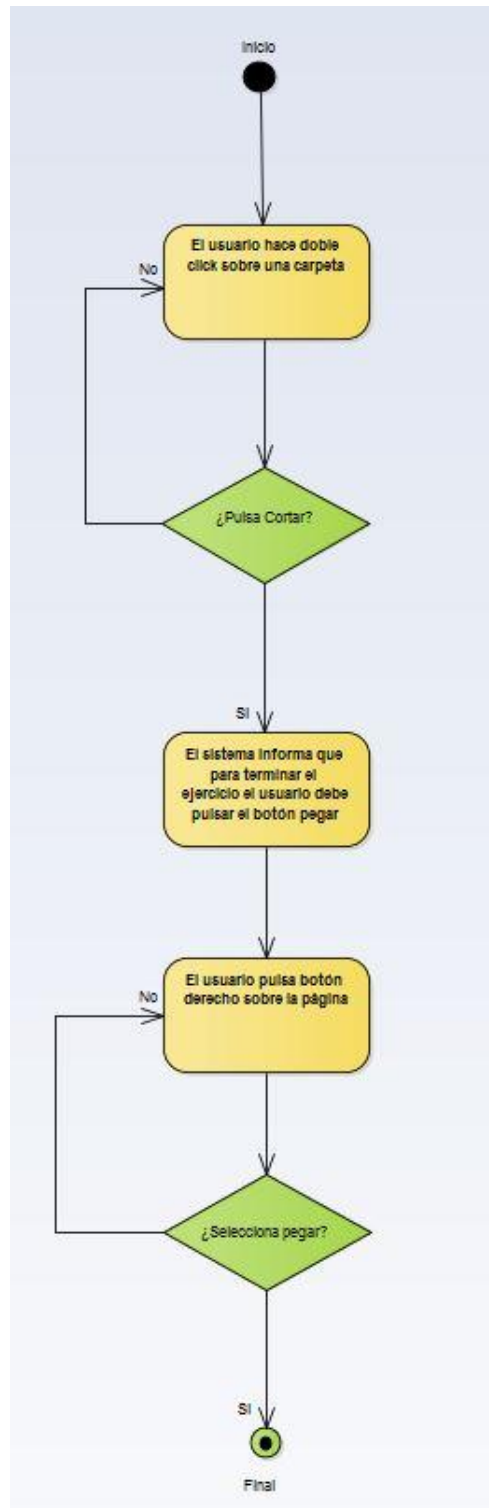 Inicio
El usuario hace doble
click sobre una carpeta
No
¿Pulsa Cortar?
Si
El sistema informa que
para terminar el
ejercicio el usuario debe
pulsar el botón pegar
El usuario pulsa botón
derecho sobre la página
No
¿Selecciona pegar?
Si
Final